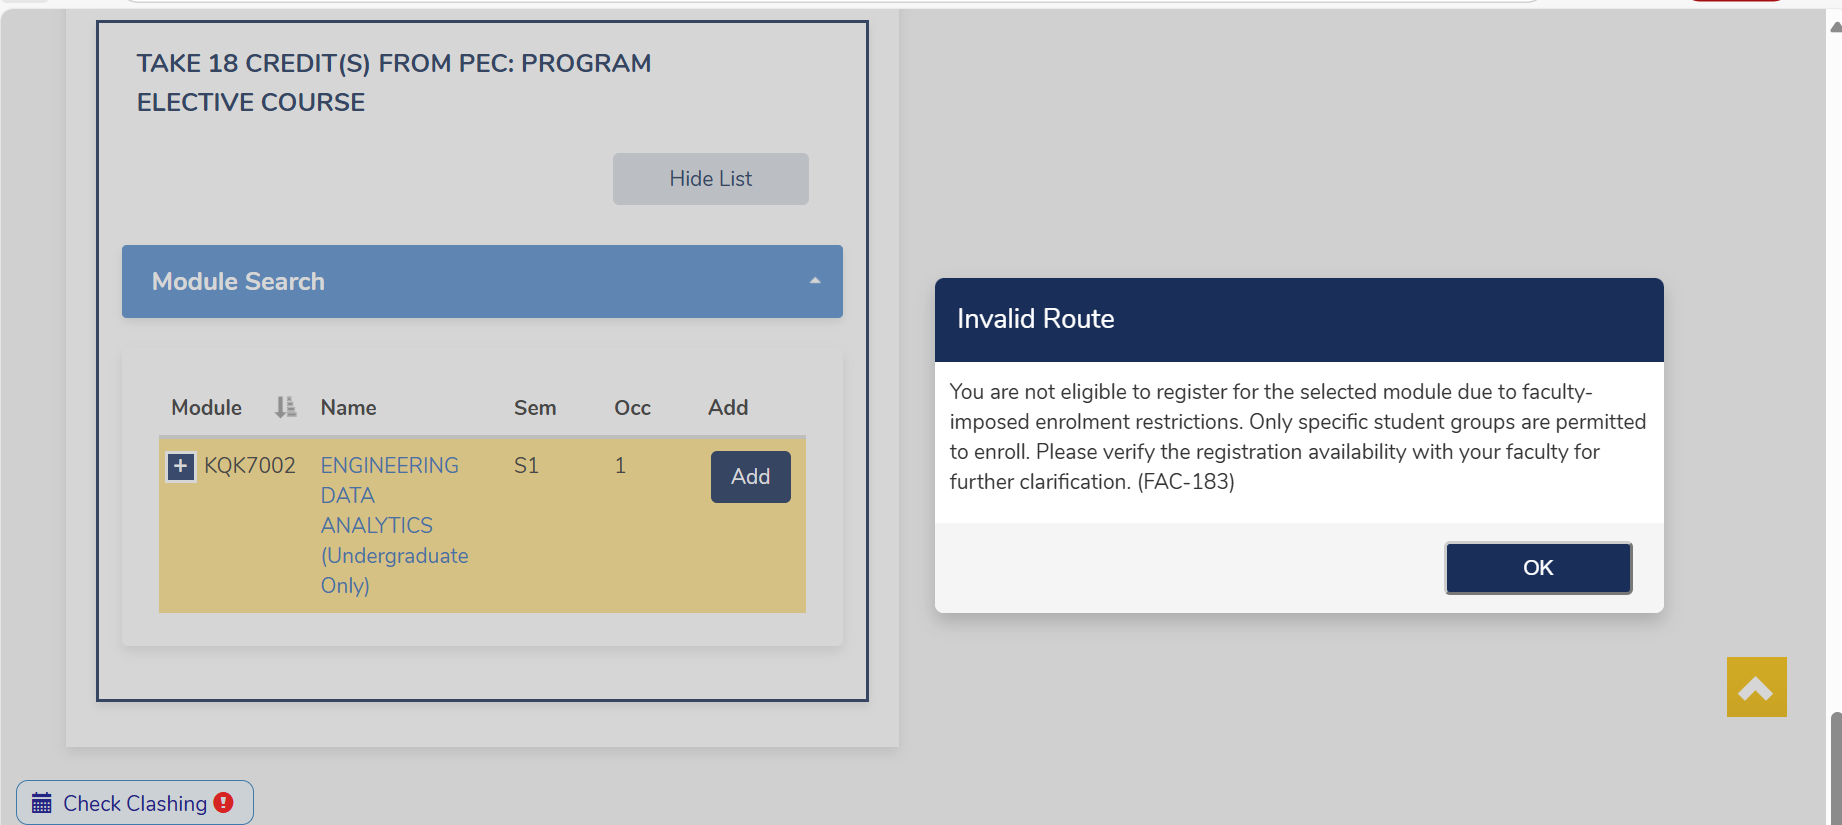 TAKE 18 CREDIT(S) FROM PEC: PROGRAM
ELECTIVE COURSE
Hide List
Module Search
Module Name Sem Occ Add
KQK7002 ENGINEERING S1 1 Add
DATA
ANALYTICS
(Undergraduate
Only)
Invalid Route
You are not eligible to register for the selected module due to faculty-
imposed enrolment restrictions. Only specific student groups are permitted
to enroll. Please verify the registration availability with your faculty for
further clarification. (FAC-183)
OK
Check Clashing